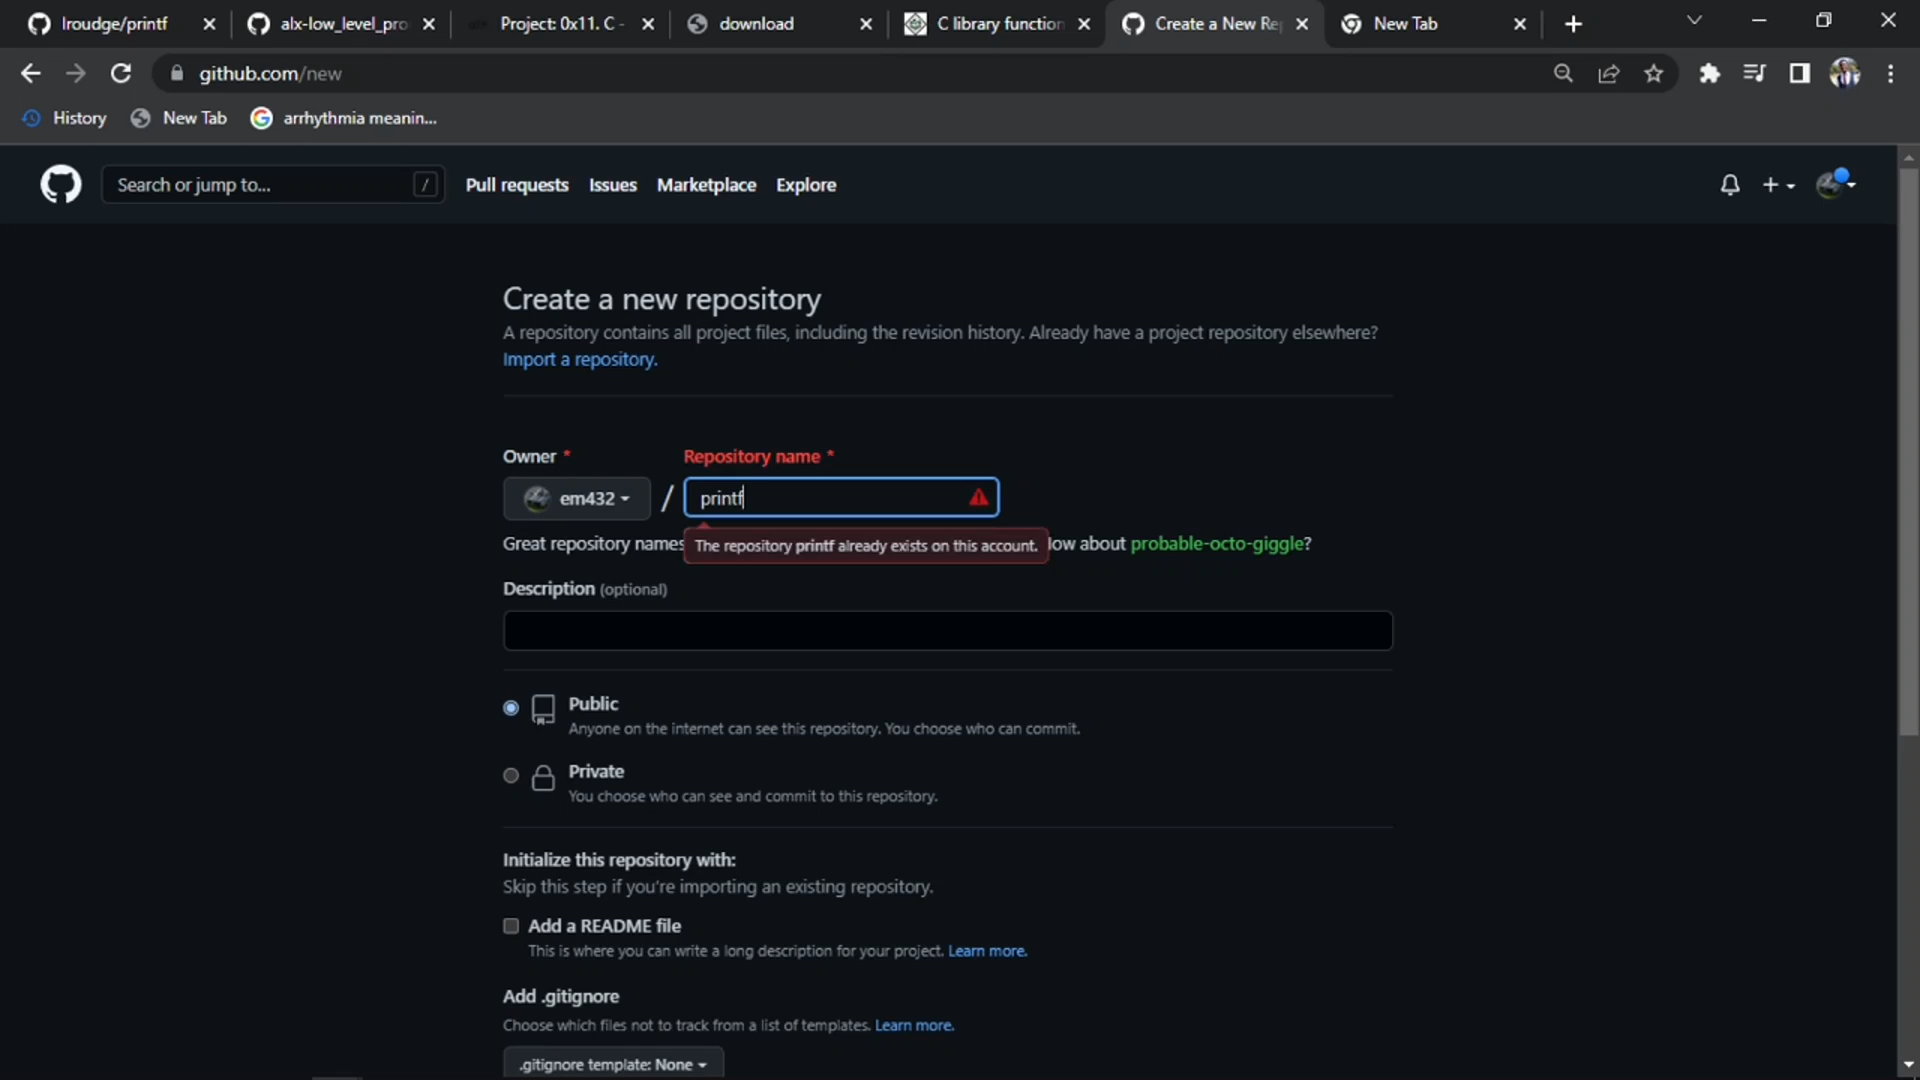 lroudge/printf
alx-low_level_pro
Project: 0x11. C -
download
C library function
Create a New Re
New Tab
github.com/new
History
New Tab
arrhythmia meanin...
Search or jump to...
/
Pull requests
Issues
Marketplace
Explore
Create a new repository
A repository contains all project files, including the revision history. Already have a project repository elsewhere?
Import a repository.
Owner *
Repository name *
em432
/
printf
Great repository names
The repository printf already exists on this account.
low about probable-octo-giggle?
Description (optional)
Public
Anyone on the internet can see this repository. You choose who can commit.
Private
You choose who can see and commit to this repository.
Initialize this repository with:
Skip this step if you're importing an existing repository.
Add a README file
This is where you can write a long description for your project. Learn more.
Add .gitignore
Choose which files not to track from a list of templates. Learn more.
.gitignore template: None